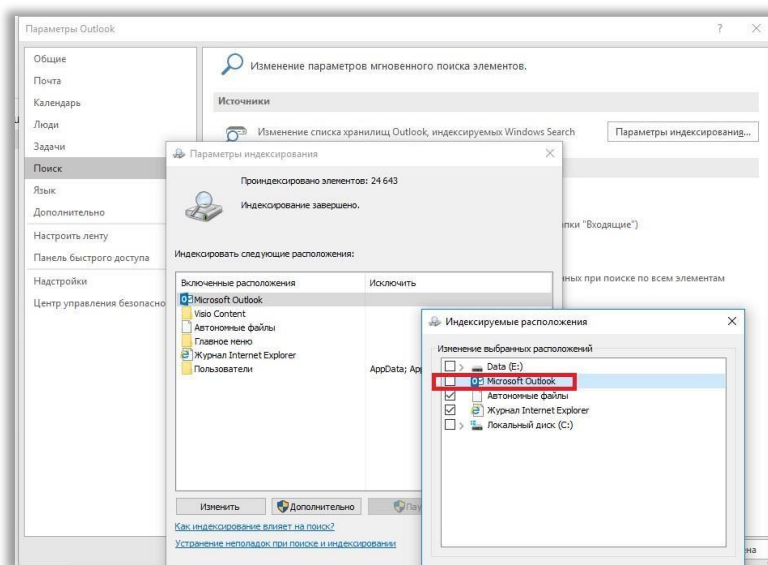 Параметры Outlook
?
Общие
Почта
Календарь
Люди
Задачи
Поиск
Язык
Дополнительно
Настроить ленту
Панель быстрого доступа
Надстройки
Центр управления безопасно
Изменение параметров мгновенного поиска элементов.
Источники
Изменение списка хранилищ Outlook, индексируемых Windows Search
Параметры индексирования...
апки "Входящие")
нных при поиске по всем элементам
Параметры индексирования
Проиндексировано элементов: 24 643
Индексирование завершено.
Индексировать следующие расположения:
Включенные расположения Исключить
Microsoft Outlook
Visio Content
Автономные файлы
Главное меню
Журнал Internet Explorer
Пользователи AppData; Ap
Изменить Дополнительно Пау
Как индексирование влияет на поиск?
Устранение неполадок при поиске и индексировании
Индексируемые расположения
Изменение выбранных расположений
Data (E:)
Microsoft Outlook
Автономные файлы
Журнал Internet Explorer
Локальный диск (C:)
ена